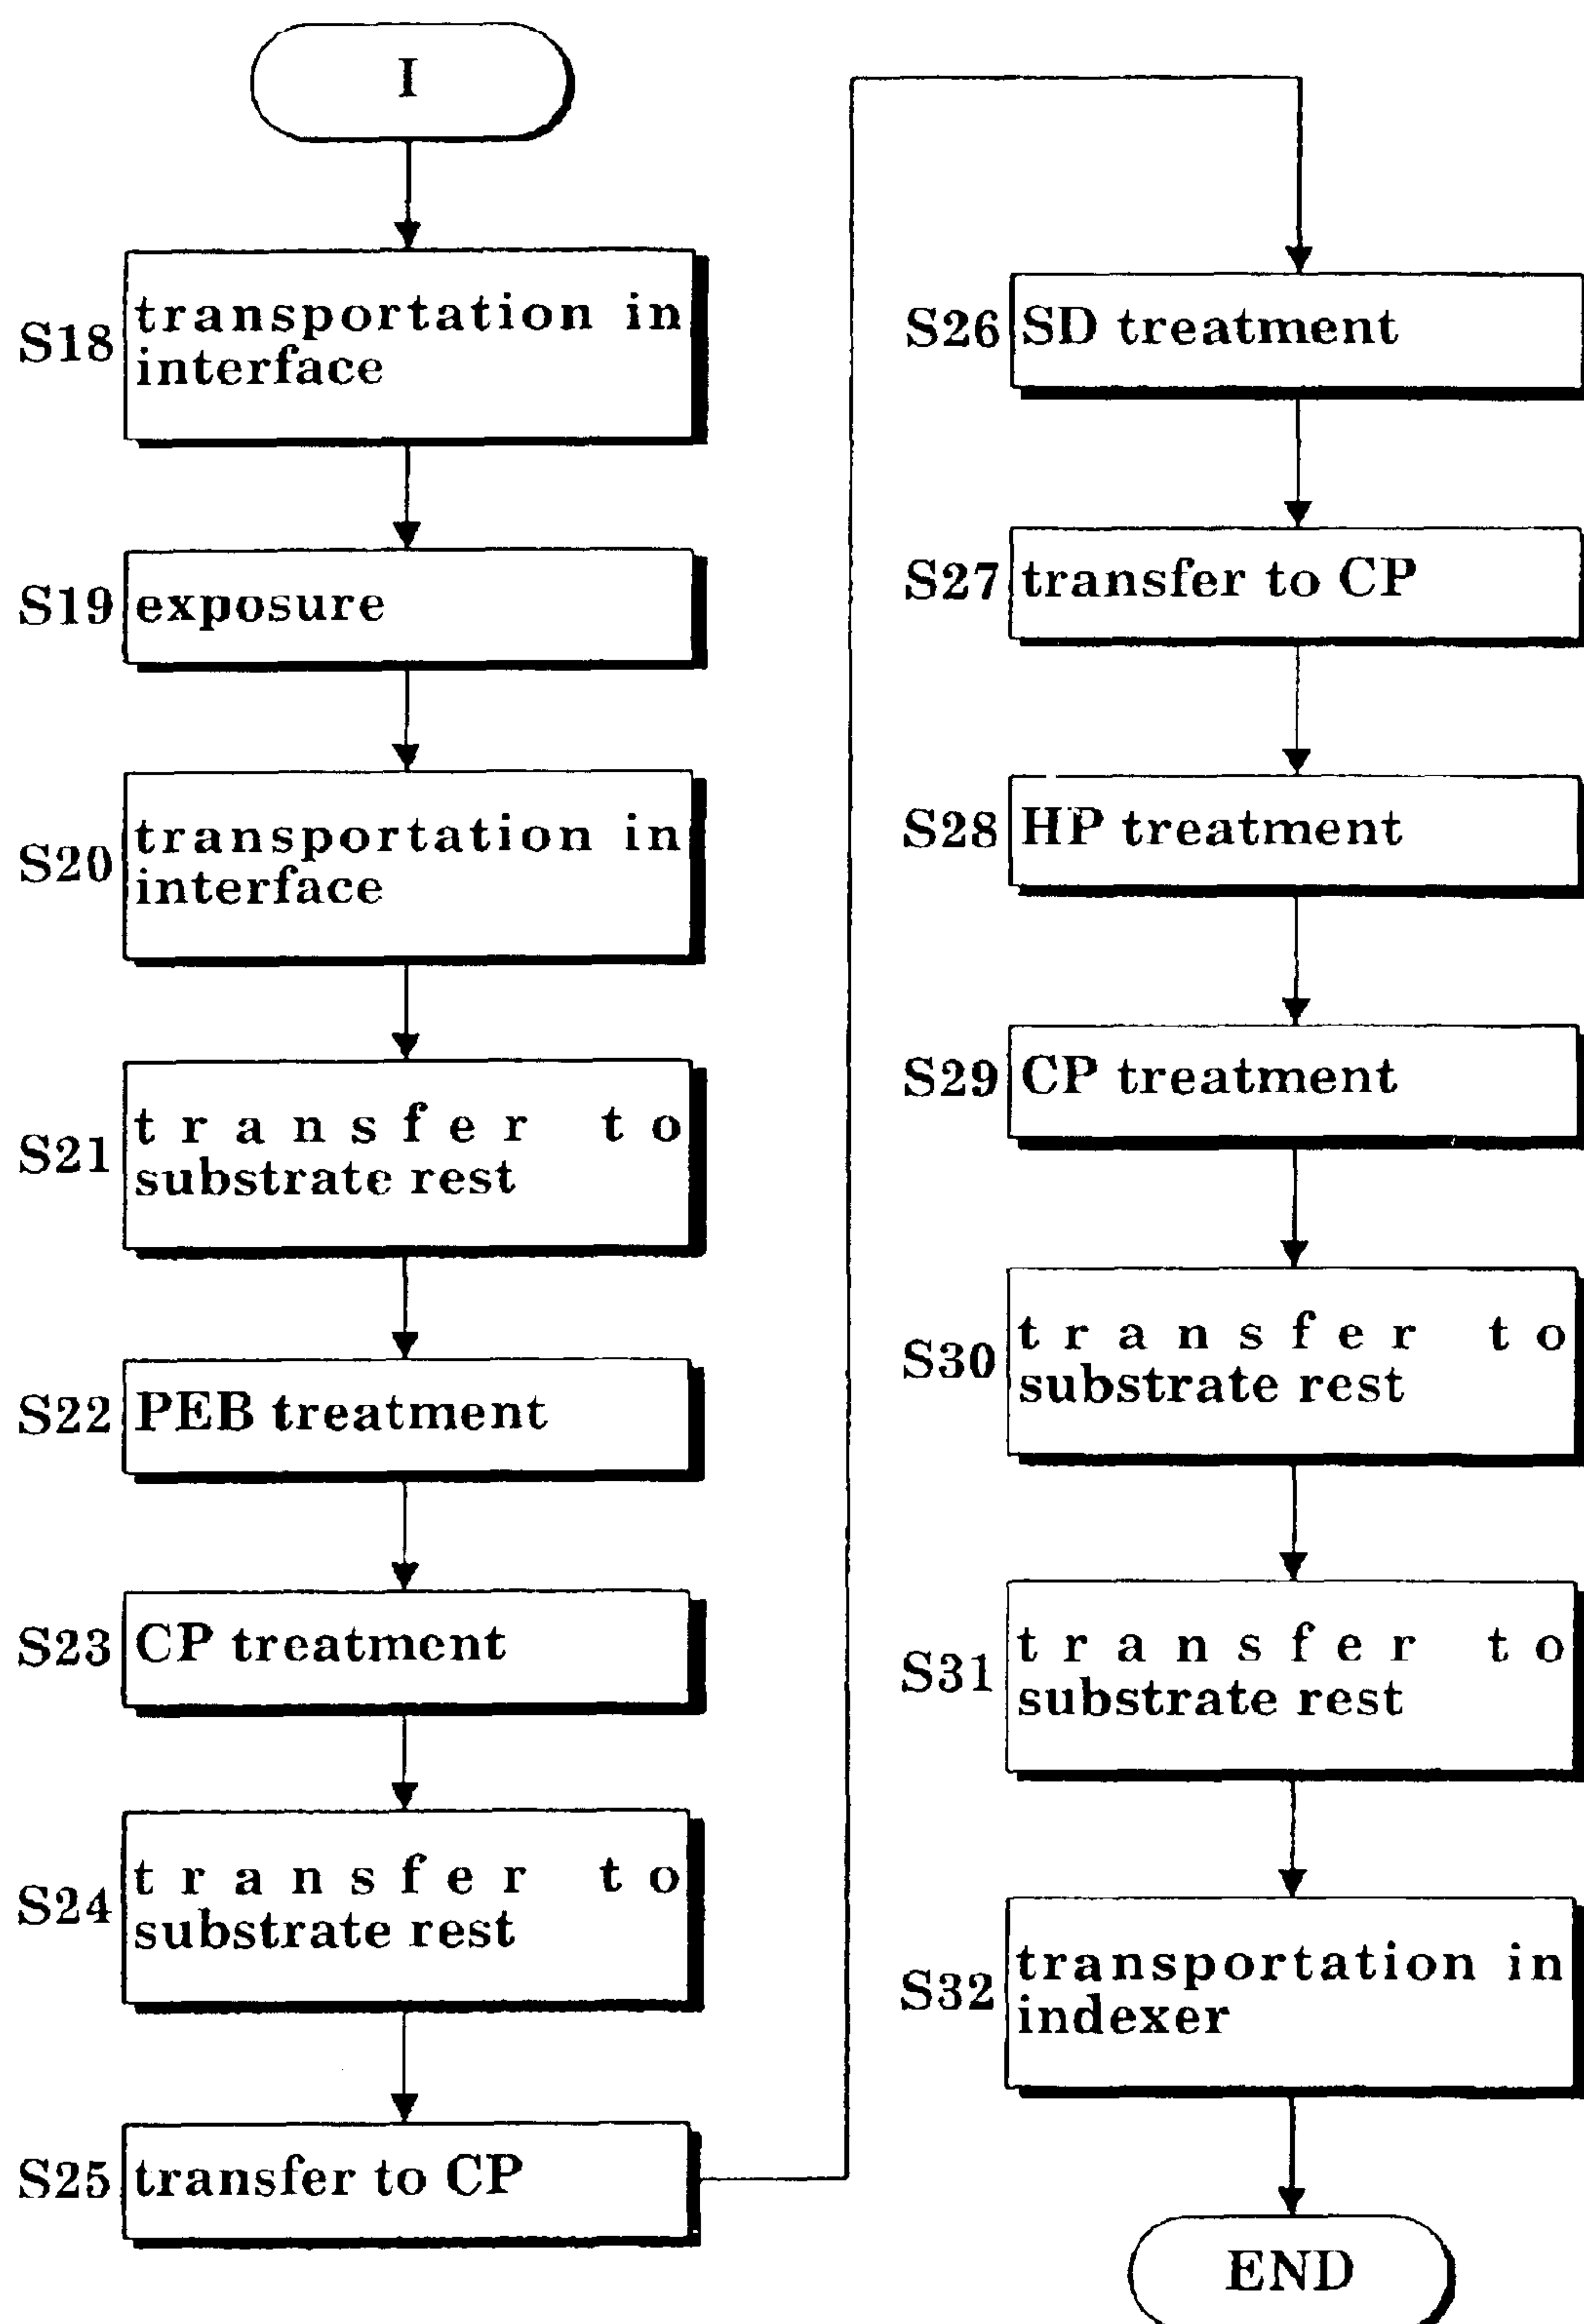 I
S18 transportation in
interface
S19 exposure
S20 transportation in
interface
S21 transfer to
substrate rest
S22 PEB treatment
S23 CP treatment
S24 transfer to
substrate rest
S25 transfer to CP
S26 SD treatment
S27 transfer to CP
S28 HP treatment
S29 CP treatment
S30 transfer to
substrate rest
S31 transfer to
substrate rest
S32 transportation in
indexer
END